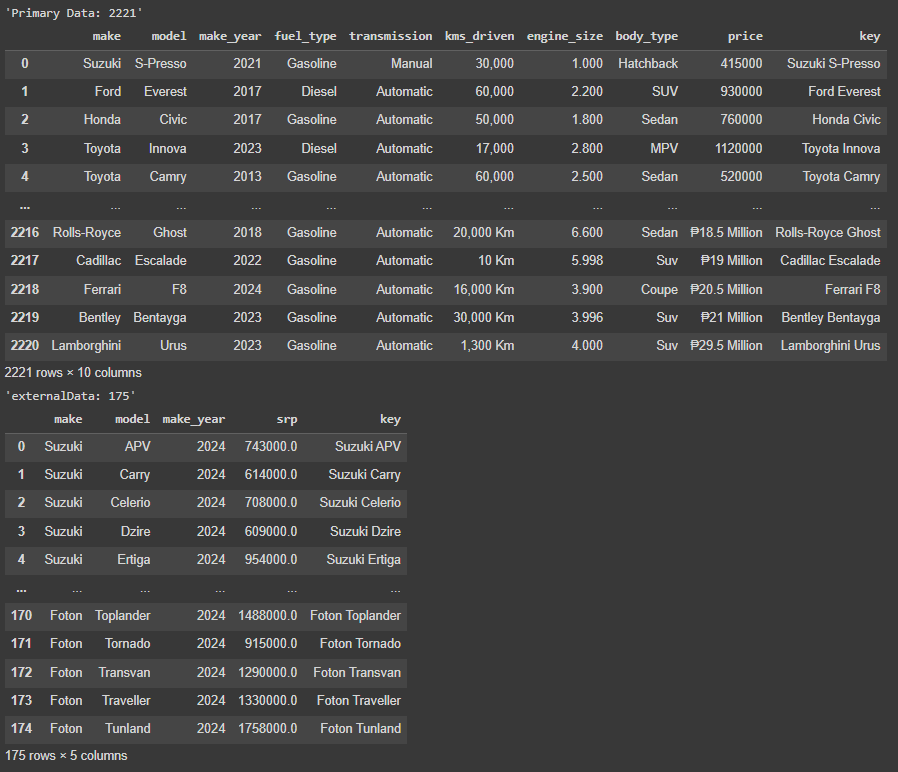 'Primary Data: 2221'
make model make_year fuel_type transmission kms_driven engine_size body_type price key
0 Suzuki S-Presso 2021 Gasoline Manual 30,000 1.000 Hatchback 415000 Suzuki S-Presso
1 Ford Everest 2017 Diesel Automatic 60,000 2.200 SUV 930000 Ford Everest
2 Honda Civic 2017 Gasoline Automatic 50,000 1.800 Sedan 760000 Honda Civic
3 Toyota Innova 2023 Diesel Automatic 17,000 2.800 MPV 1120000 Toyota Innova
4 Toyota Camry 2013 Gasoline Automatic 60,000 2.500 Sedan 520000 Toyota Camry
... ... ... ... ... ... ... ... ... ... ...
2216 Rolls-Royce Ghost 2018 Gasoline Automatic 20,000 Km 6.600 Sedan ₱18.5 Million Rolls-Royce Ghost
2217 Cadillac Escalade 2022 Gasoline Automatic 10 Km 5.998 Suv ₱19 Million Cadillac Escalade
2218 Ferrari F8 2024 Gasoline Automatic 16,000 Km 3.900 Coupe ₱20.5 Million Ferrari F8
2219 Bentley Bentayga 2023 Gasoline Automatic 30,000 Km 3.996 Suv ₱21 Million Bentley Bentayga
2220 Lamborghini Urus 2023 Gasoline Automatic 1,300 Km 4.000 Suv ₱29.5 Million Lamborghini Urus
2221 rows × 10 columns
'externalData: 175'
make model make_year srp key
0 Suzuki APV 2024 743000.0 Suzuki APV
1 Suzuki Carry 2024 614000.0 Suzuki Carry
2 Suzuki Celerio 2024 708000.0 Suzuki Celerio
3 Suzuki Dzire 2024 609000.0 Suzuki Dzire
4 Suzuki Ertiga 2024 954000.0 Suzuki Ertiga
... ... ... ... ... ...
170 Foton Toplander 2024 1488000.0 Foton Toplander
171 Foton Tornado 2024 915000.0 Foton Tornado
172 Foton Transvan 2024 1290000.0 Foton Transvan
173 Foton Traveller 2024 1330000.0 Foton Traveller
174 Foton Tunland 2024 1758000.0 Foton Tunland
175 rows × 5 columns